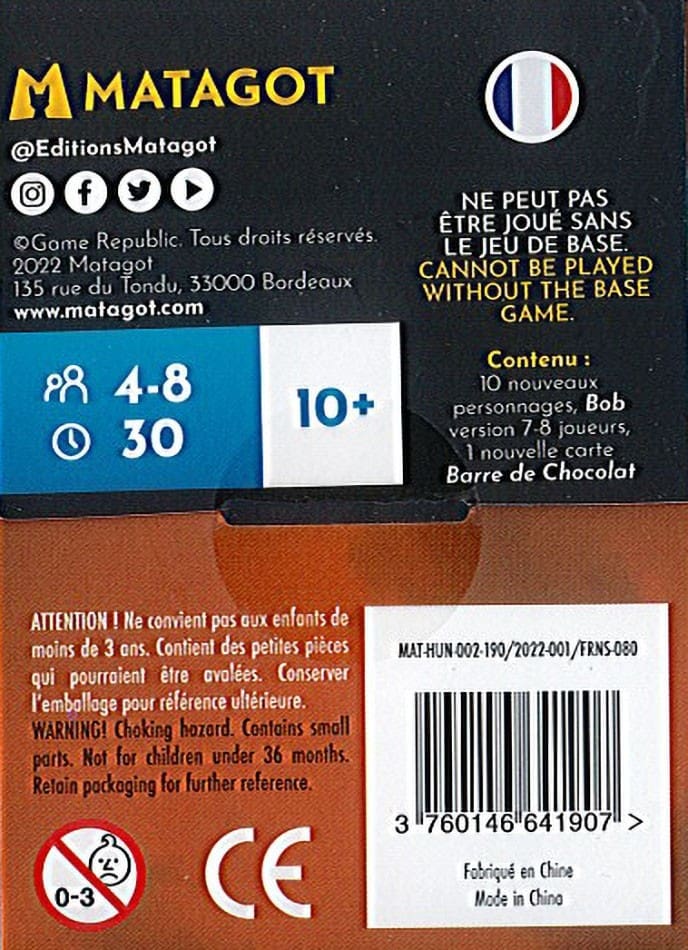 MATAGOT
@EditionsMatagot
©Game Republic. Tous droits réservés.
2022 Matagot
135 rue du Tondu, 33000 Bordeaux
www.matagot.com
4-8
30
10+
NE PEUT PAS
ÊTRE JOUÉ SANS
LE JEU DE BASE.
CANNOT BE PLAYED
WITHOUT THE BASE
GAME.
Contenu :
10 nouveaux
personnages, Bob
version 7-8 joueurs,
1 nouvelle carte
Barre de Chocolat
ATTENTION ! Ne convient pas aux enfants de
moins de 3 ans. Contient des petites pièces
qui pourraient être avalées. Conserver
l'emballage pour référence ultérieure.
WARNING! Choking hazard. Contains small
parts. Not for children under 36 months.
Retain packaging for further reference.
0-3
CE
MAT-HUN-002-190/2022-001/FRNS-080
3 760146 641907 >
Fabriqué en Chine
Made in China